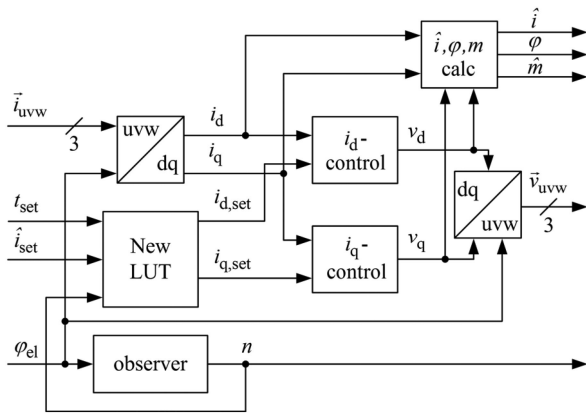 î
φ
m̂
î, φ, m
calc
i⃗uvw
3
uvw
dq
id
iq
id-
control
vd
dq
uvw
v⃗uvw
3
tset
îset
New
LUT
id,set
iq,set
iq-
control
vq
φel
observer
n